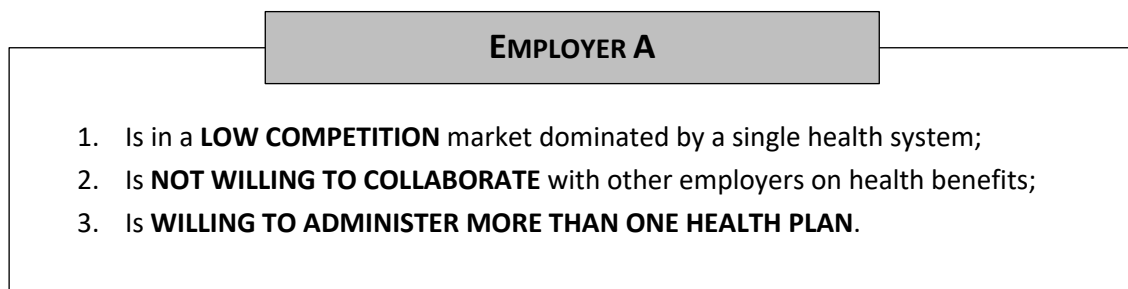 EMPLOYER A
1. Is in a LOW COMPETITION market dominated by a single health system;
2. Is NOT WILLING TO COLLABORATE with other employers on health benefits;
3. Is WILLING TO ADMINISTER MORE THAN ONE HEALTH PLAN.